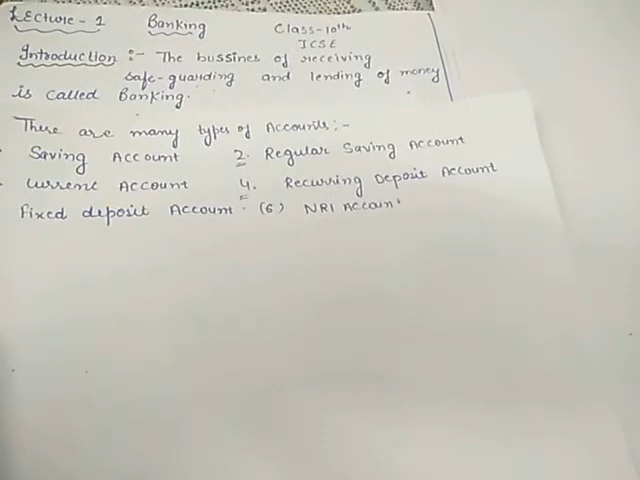 Lecture - 1 Banking Class-10th
ICSE
Introduction :- The bussines of receiving
safe-guarding and lending of money
is called Banking.
There are many types of Accounts:-
Saving Account 2. Regular Saving Account
Current Account 4. Recurring Deposit Account
Fixed deposit Account. (6) NRI Account